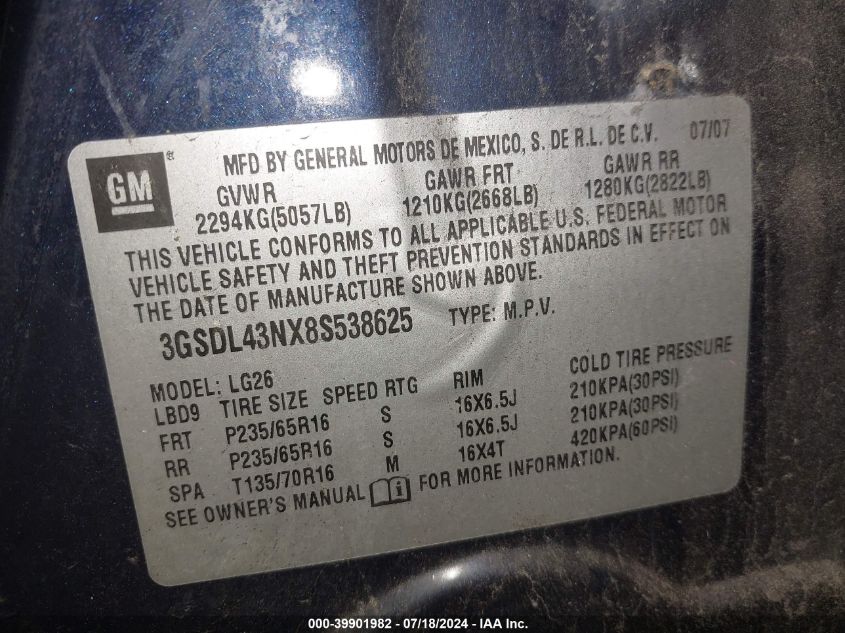 GM
MFD BY GENERAL MOTORS DE MEXICO, S. DE R.L. DE C.V. 07/07
GVWR GAWR FRT GAWR RR
2294KG(5057LB) 1210KG(2668LB) 1280KG(2822LB)
THIS VEHICLE CONFORMS TO ALL APPLICABLE U.S. FEDERAL MOTOR
VEHICLE SAFETY AND THEFT PREVENTION STANDARDS IN EFFECT ON
THE DATE OF MANUFACTURE SHOWN ABOVE.
3GSDL43NX8S538625 TYPE: M.P.V.
MODEL: LG26
LBD9 TIRE SIZE SPEED RTG RIM COLD TIRE PRESSURE
FRT P235/65R16 S 16X6.5J 210KPA(30PSI)
RR P235/65R16 S 16X6.5J 210KPA(30PSI)
SPA T135/70R16 M 16X4T 420KPA(60PSI)
SEE OWNER'S MANUAL i FOR MORE INFORMATION.
000-39901982 - 07/18/2024 - IAA Inc.